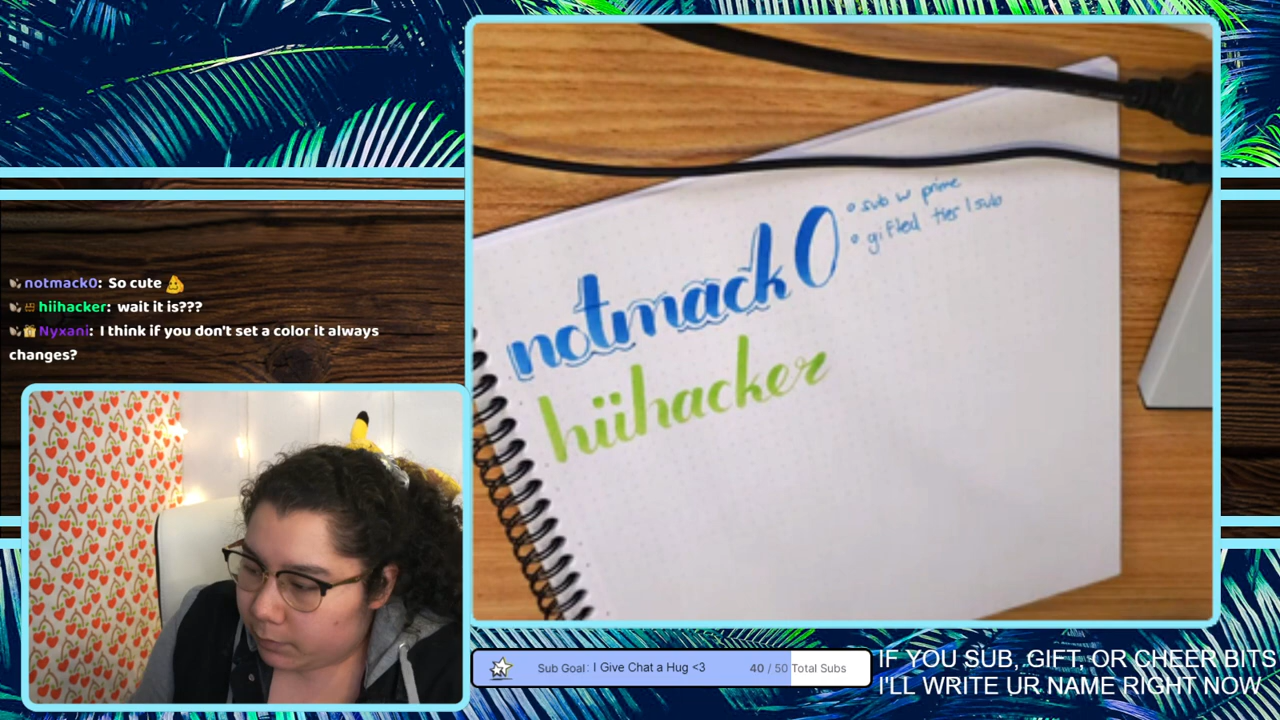 notmack0: So cute
hiihacker: wait it is???
Nyxani: I think if you don't set a color it always
changes?
notmack0
• sub w prime
• gifted tier 1 sub
hiihacker
Sub Goal: I Give Chat a Hug <3 40 / 50 Total Subs
IF YOU SUB, GIFT, OR CHEER BITS
I'LL WRITE UR NAME RIGHT NOW